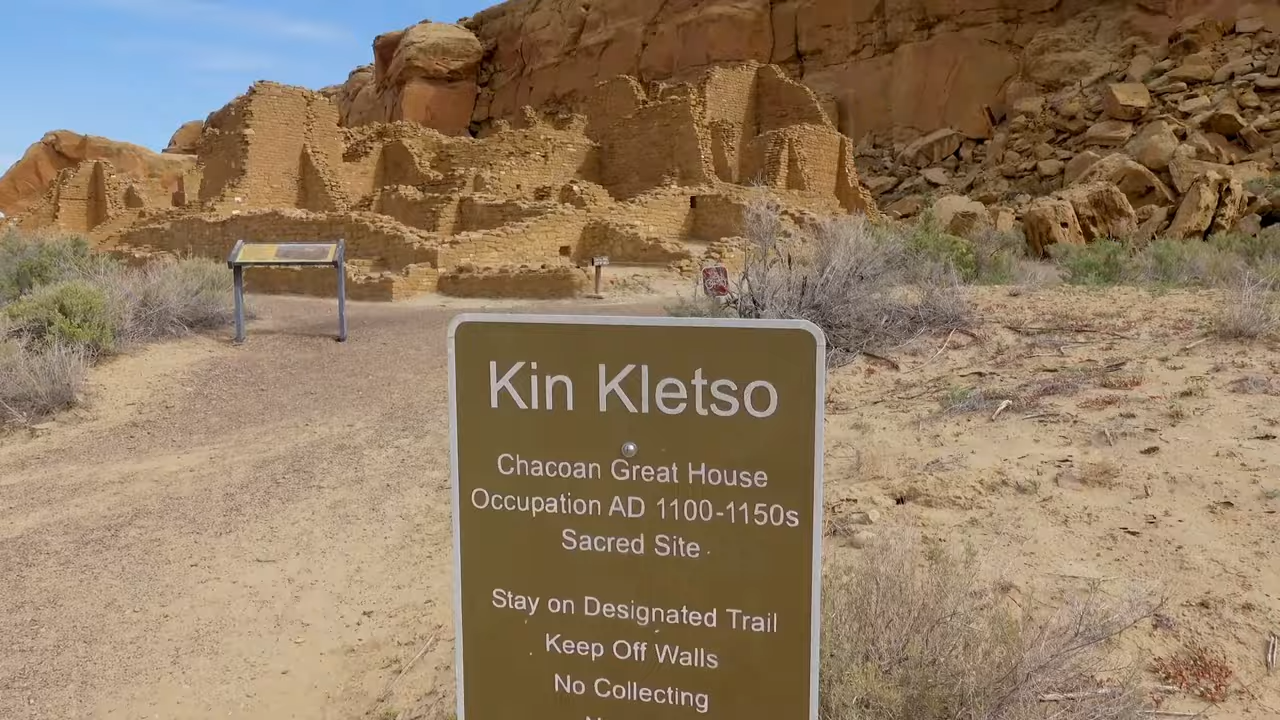 Kin Kletso
Chacoan Great House
Occupation AD 1100-1150s
Sacred Site
Stay on Designated Trail
Keep Off Walls
No Collecting